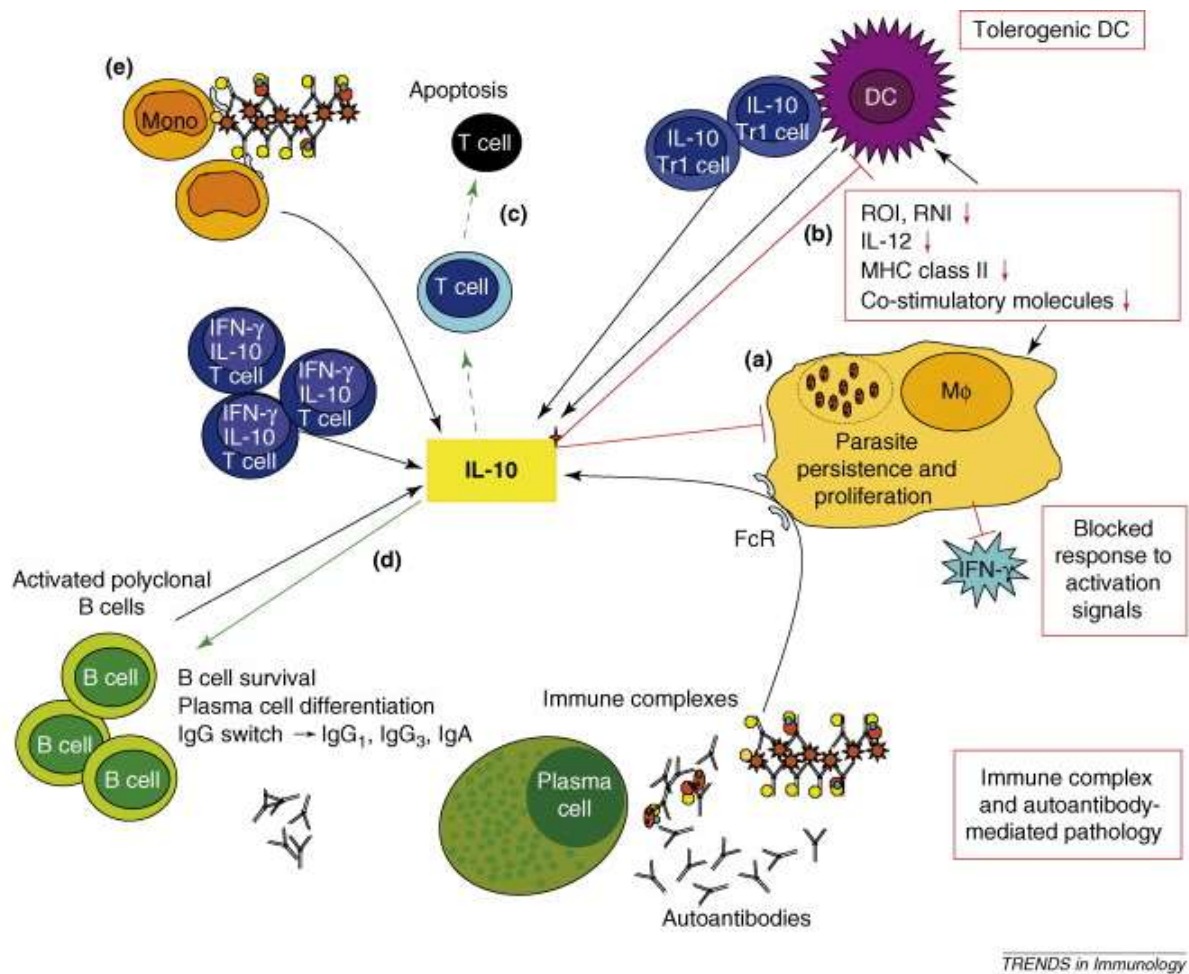 Tolerogenic DC
(e)
Mono
Apoptosis
T cell
DC
IL-10
Tr1 cell
IL-10
Tr1 cell
(c)
T cell
(b)
ROI, RNI ↓
IL-12 ↓
MHC class II ↓
Co-stimulatory molecules ↓
IFN-γ
IL-10
T cell
IFN-γ
IL-10
T cell
IFN-γ
IL-10
T cell
IL-10
(a)
Mφ
Parasite
persistence and
proliferation
FcR
IFN-γ
Blocked
response to
activation
signals
(d)
Activated polyclonal
B cells
B cell
B cell
B cell
B cell survival
Plasma cell differentiation
IgG switch → IgG₁, IgG₃, IgA
Immune complexes
Plasma
cell
Autoantibodies
Immune complex
and autoantibody-
mediated pathology
TRENDS in Immunology